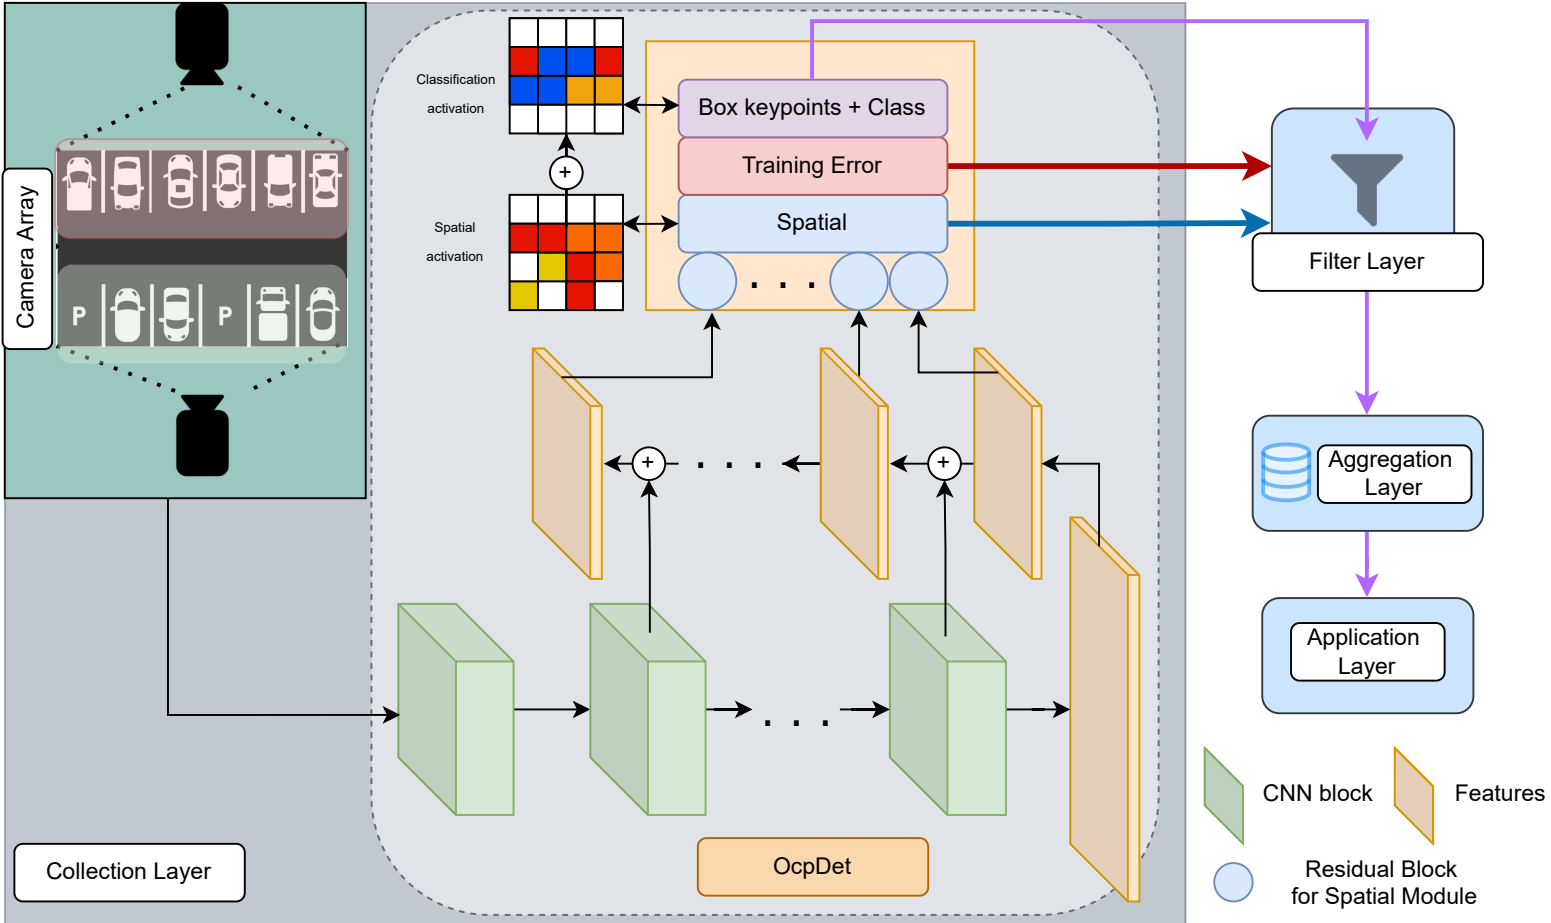 Camera Array
P
P
Classification
activation
+
Spatial
activation
Box keypoints + Class
Training Error
Spatial
. . .
Filter Layer
+
. . .
+
Aggregation
Layer
Application
Layer
. . .
CNN block
Features
Residual Block
for Spatial Module
OcpDet
Collection Layer